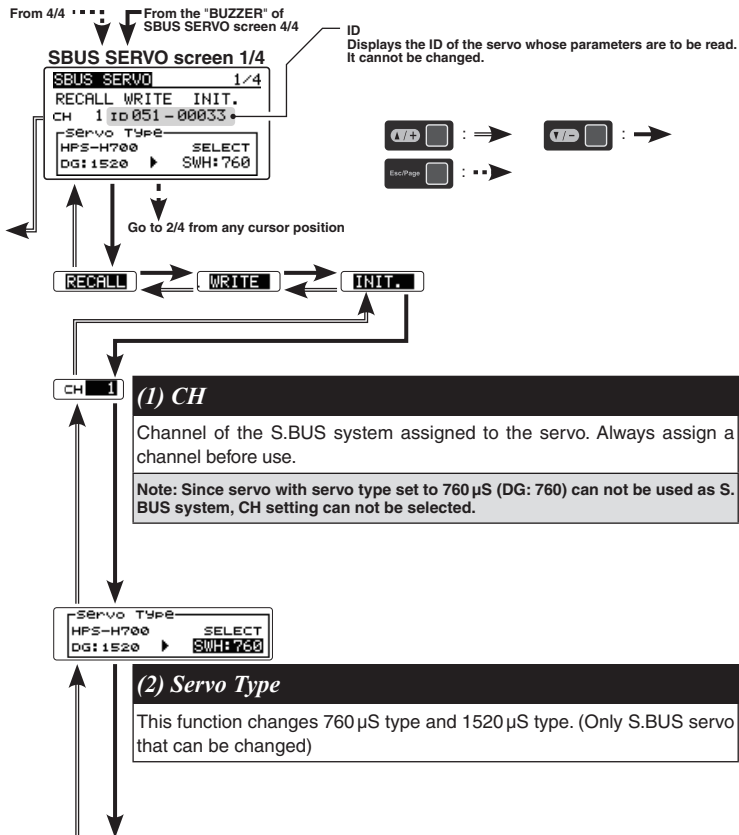 From 4/4
From the "BUZZER" of
SBUS SERVO screen 4/4
ID
Displays the ID of the servo whose parameters are to be read.
It cannot be changed.
SBUS SERVO screen 1/4
SBUS SERVO 1/4
RECALL WRITE INIT.
CH 1 ID 051-00033
Servo Type
HPS-H700 SELECT
DG:1520 ▶ SWH:760
▲/+ :
▼/- :
Esc/Page :
Go to 2/4 from any cursor position
RECALL WRITE INIT.
CH 1
(1) CH
Channel of the S.BUS system assigned to the servo. Always assign a
channel before use.
Note: Since servo with servo type set to 760 µS (DG: 760) can not be used as S.
BUS system, CH setting can not be selected.
Servo Type
HPS-H700 SELECT
DG:1520 ▶ SWH:760
(2) Servo Type
This function changes 760 µS type and 1520 µS type. (Only S.BUS servo
that can be changed)